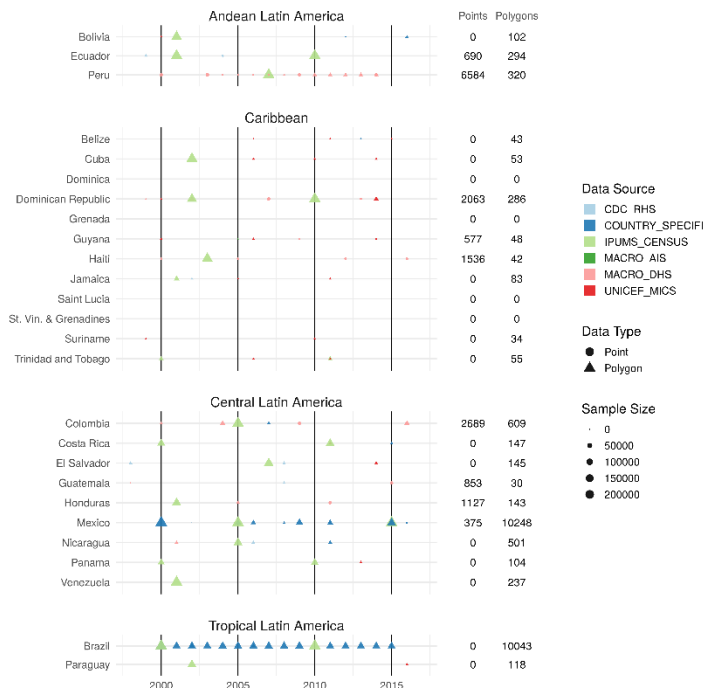 Andean Latin America Points Polygons
Bolivia 0 102
Ecuador 690 294
Peru 6584 320
Caribbean
Belize 0 43
Cuba 0 53
Dominica 0 0
Dominican Republic 2063 286
Grenada 0 0
Guyana 577 48
Haiti 1536 42
Jamaica 0 83
Saint Lucia 0 0
St. Vin. & Grenadines 0 0
Suriname 0 34
Trinidad and Tobago 0 55
Central Latin America
Colombia 2689 609
Costa Rica 0 147
El Salvador 0 145
Guatemala 853 30
Honduras 1127 143
Mexico 375 10248
Nicaragua 0 501
Panama 0 104
Venezuela 0 237
Tropical Latin America
Brazil 0 10043
Paraguay 0 118
2000 2005 2010 2015
Data Source
CDC_RHS
COUNTRY_SPECIFI
IPUMS_CENSUS
MACRO_AIS
MACRO_DHS
UNICEF_MICS
Data Type
Point
Polygon
Sample Size
0
50000
100000
150000
200000